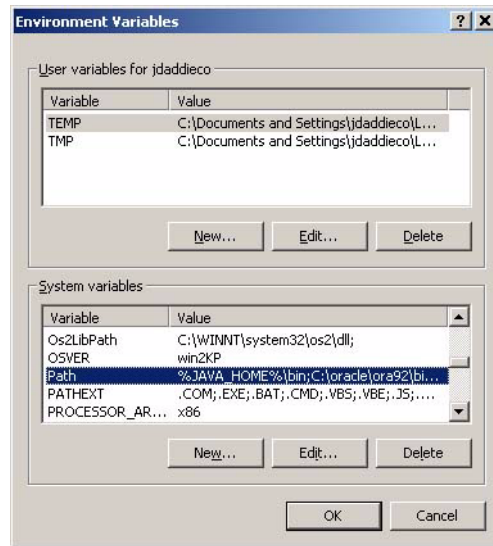 Environment Variables
User variables for jdaddieco
Variable Value
TEMP C:\Documents and Settings\jdaddieco\L...
TMP C:\Documents and Settings\jdaddieco\L...
New... Edit... Delete
System variables
Variable Value
Os2LibPath C:\WINNT\system32\os2\dll;
OSVER win2KP
Path %JAVA_HOME%\bin;C:\oracle\ora92\bi...
PATHEXT .COM;.EXE;.BAT;.CMD;.VBS;.VBE;.JS;....
PROCESSOR_AR... x86
New... Edit... Delete
OK Cancel